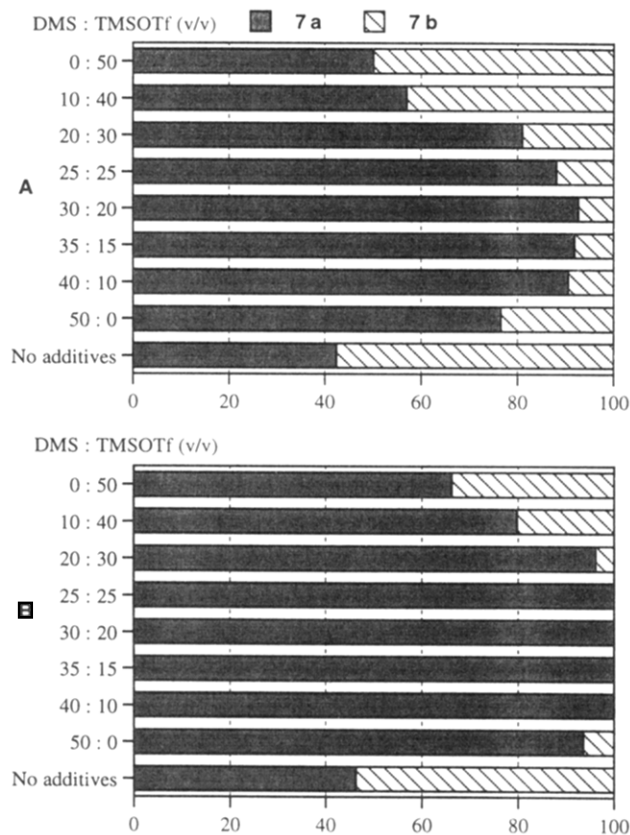 DMS : TMSOTf (v/v) 7a 7b
0 : 50
10 : 40
20 : 30
25 : 25
A
30 : 20
35 : 15
40 : 10
50 : 0
No additives
0 20 40 60 80 100
DMS : TMSOTf (v/v)
0 : 50
10 : 40
20 : 30
25 : 25
B
30 : 20
35 : 15
40 : 10
50 : 0
No additives
0 20 40 60 80 100